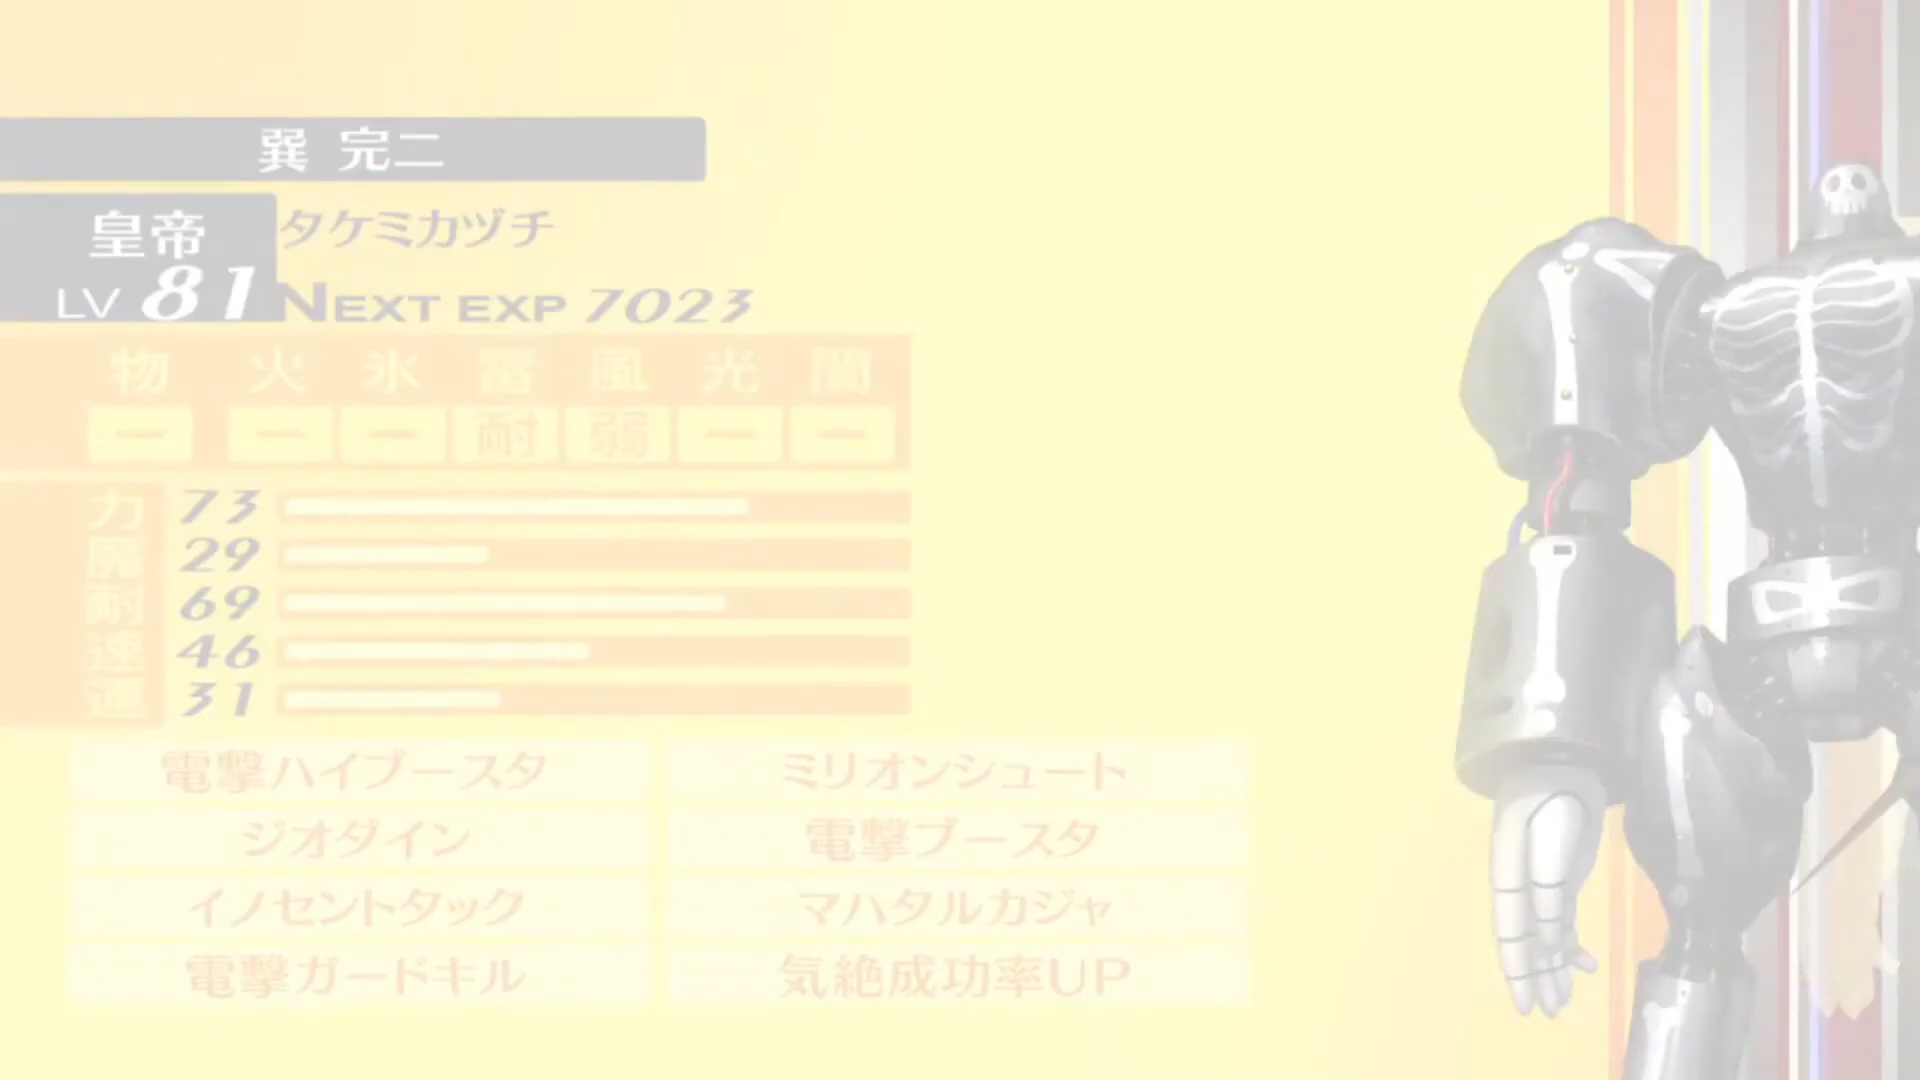 巽 完二
皇帝 タケミカヅチ
LV 81 NEXT EXP 7023
物 火 氷 雷 風 光 闇
ー ー ー 耐 弱 ー ー
力 73
魔 29
耐 69
速 46
運 31
電撃ハイブースタ ミリオンシュート
ジオダイン 電撃ブースタ
イノセントタック マハタルカジャ
電撃ガードキル 気絶成功率UP